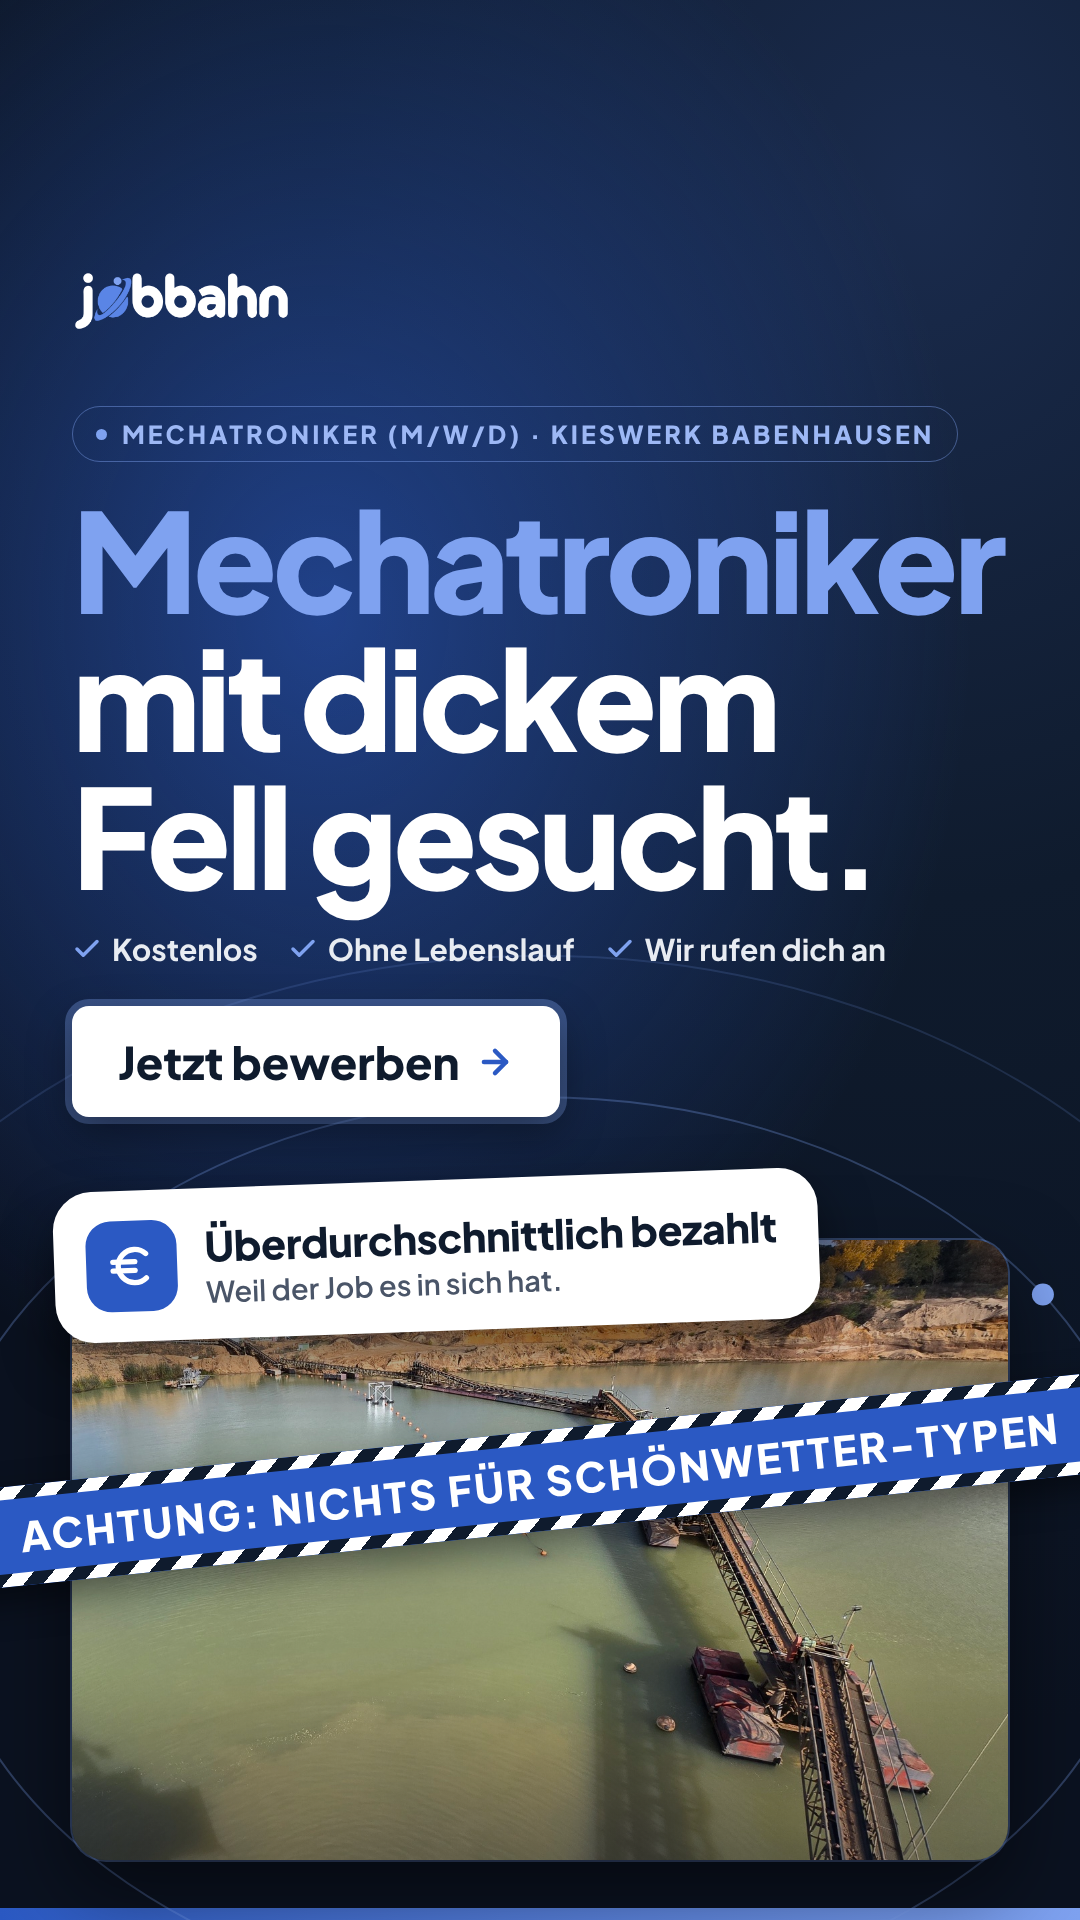 jobbahn
MECHATRONIKER (M/W/D) · KIESWERK BABENHAUSEN
Mechatroniker
mit dickem
Fell gesucht.
Kostenlos Ohne Lebenslauf Wir rufen dich an
Jetzt bewerben →
€ Überdurchschnittlich bezahlt
Weil der Job es in sich hat.
ACHTUNG: NICHTS FÜR SCHÖNWETTER-TYPEN